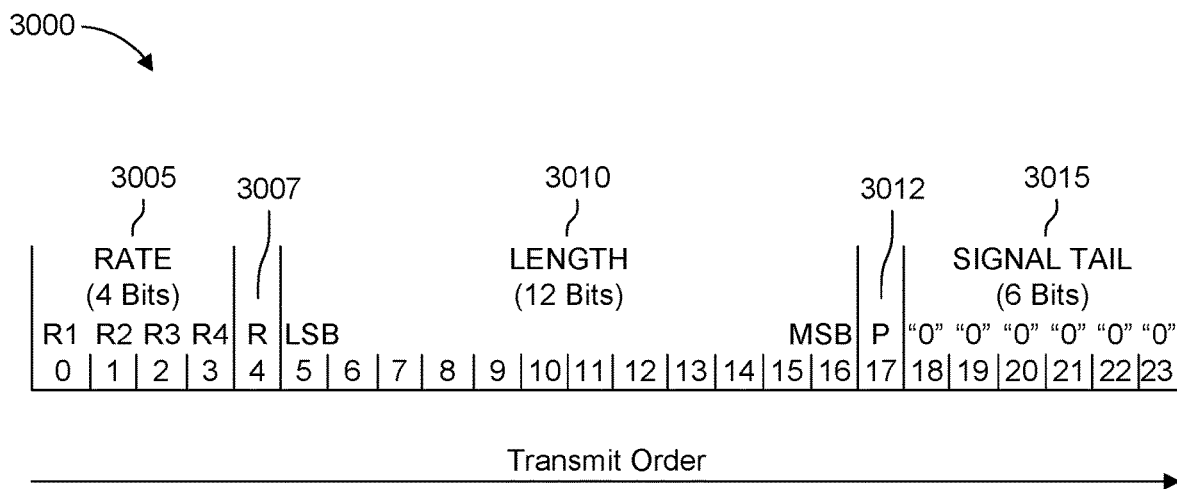 3000
3005 3007 3010 3012 3015
RATE LENGTH SIGNAL TAIL
(4 Bits) (12 Bits) (6 Bits)
R1 R2 R3 R4 R LSB MSB P “0” “0” “0” “0” “0” “0”
0 1 2 3 4 5 6 7 8 9 10 11 12 13 14 15 16 17 18 19 20 21 22 23
Transmit Order